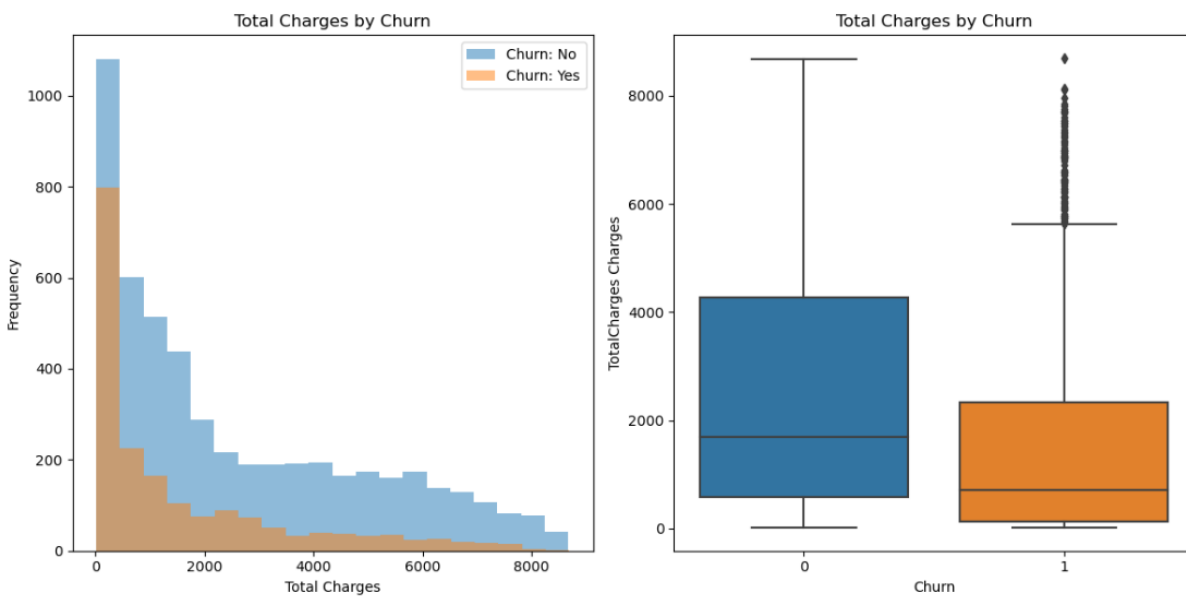 Total Charges by Churn
Churn: No
Churn: Yes
1000
800
600
400
200
0
Frequency
0 2000 4000 6000 8000
Total Charges
Total Charges by Churn
8000
6000
4000
2000
0
TotalCharges Charges
0 1
Churn